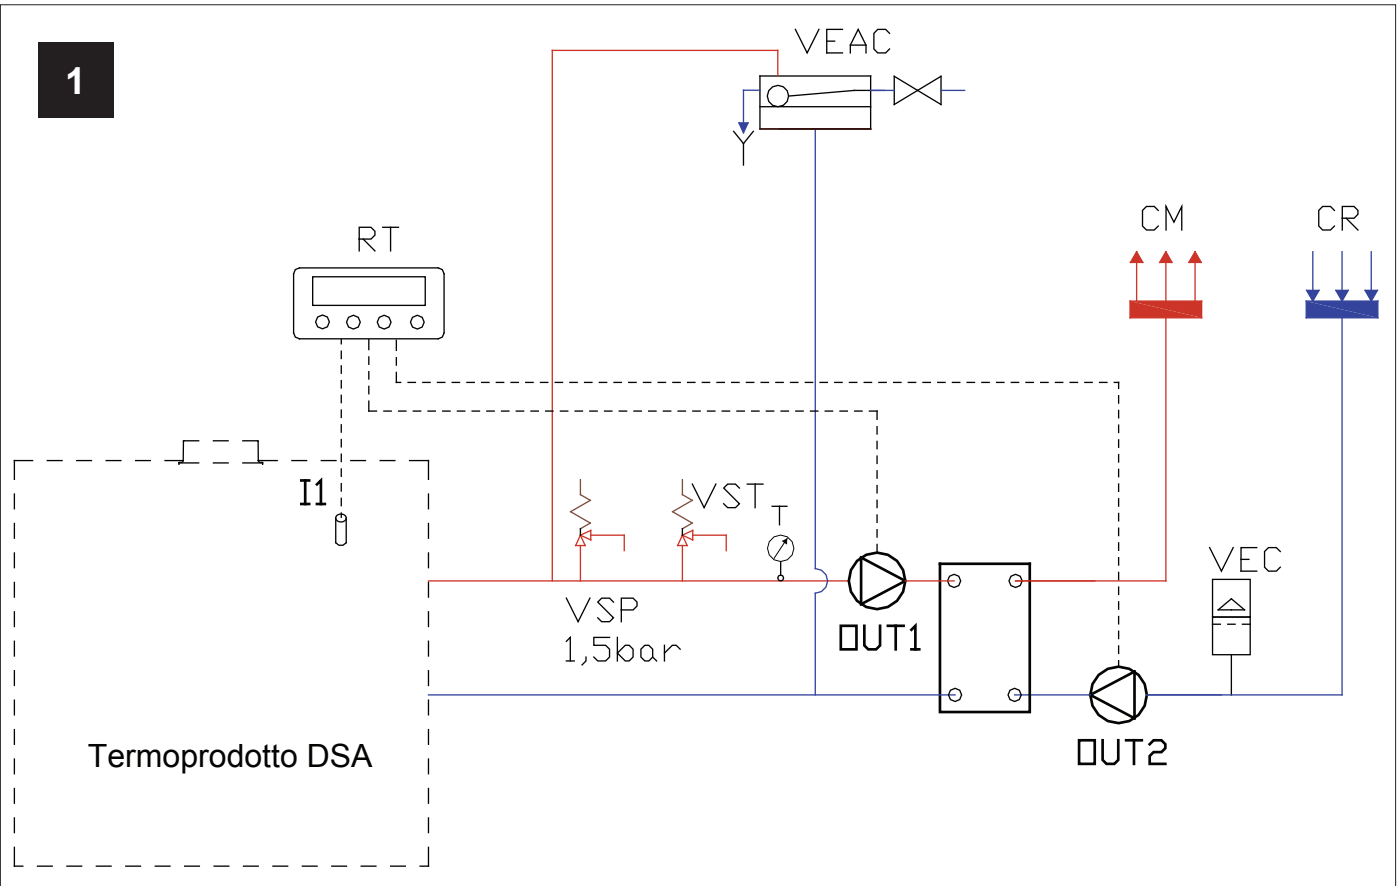 1
VEAC
CM
CR
RT
I1
VST
T
VEC
VSP
1,5bar
OUT1
OUT2
Termoprodotto DSA